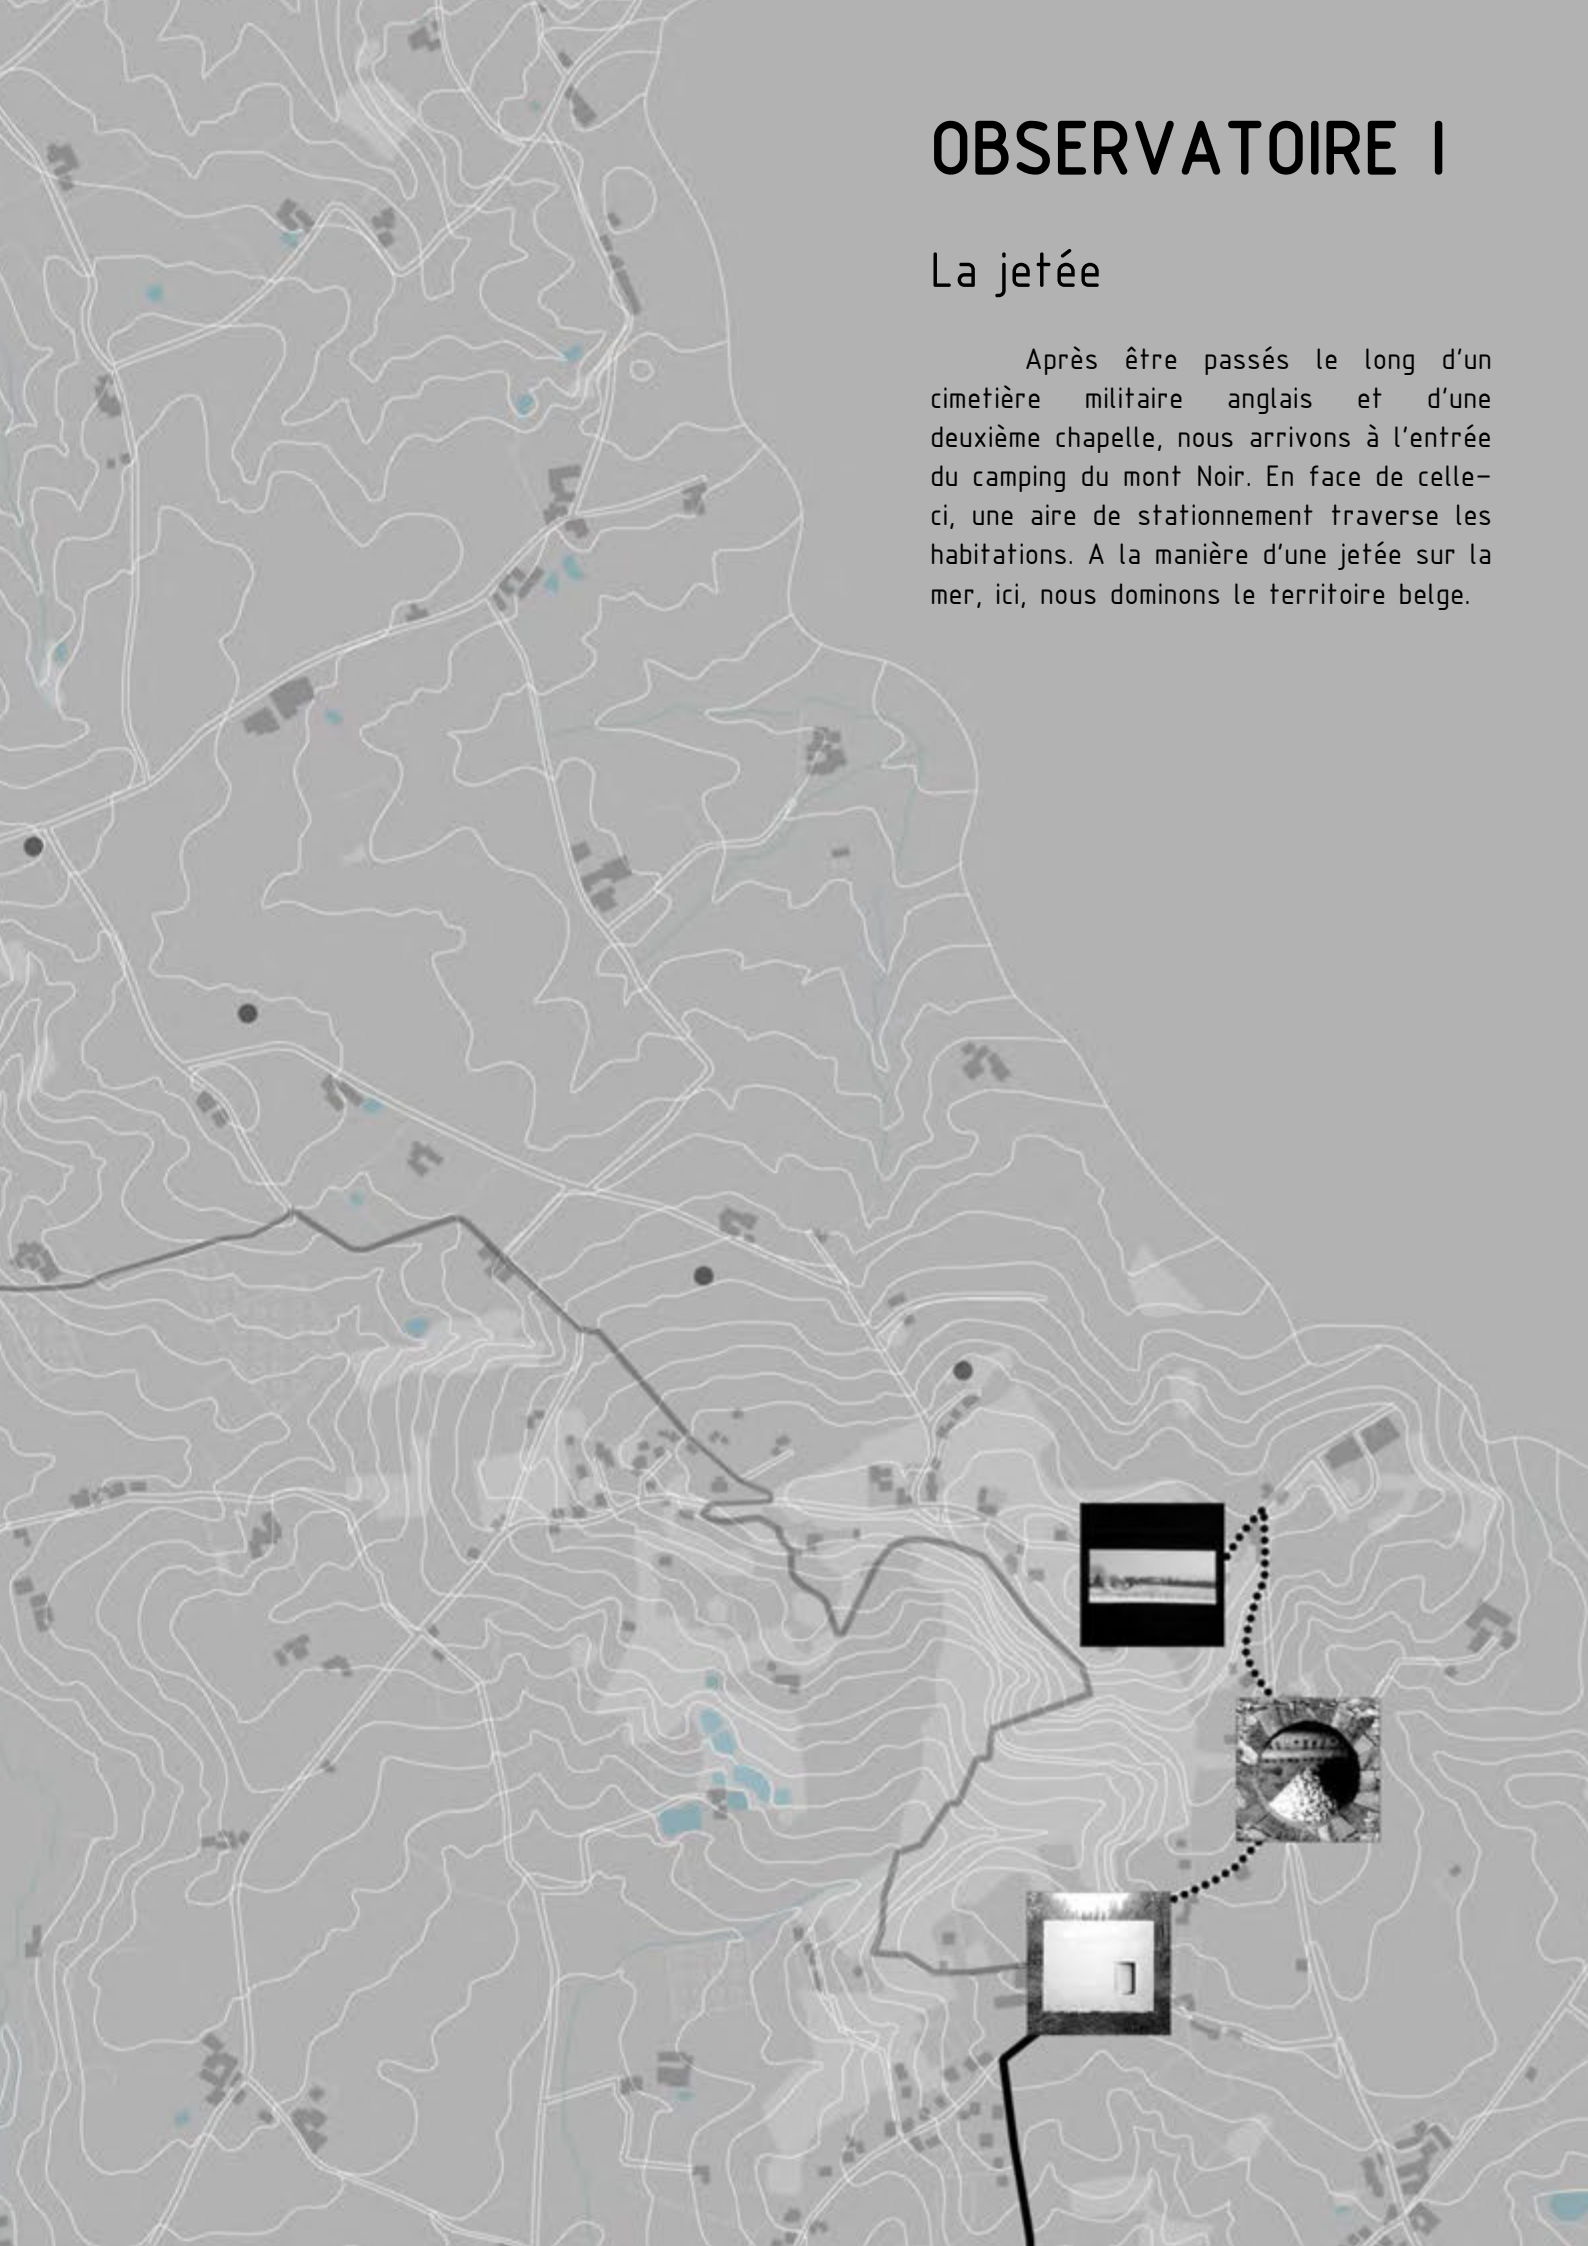 OBSERVATOIRE I
La jetée
Après être passés le long d'un
cimetière militaire anglais et d'une
deuxième chapelle, nous arrivons à l'entrée
du camping du mont Noir. En face de celle-
ci, une aire de stationnement traverse les
habitations. A la manière d'une jetée sur la
mer, ici, nous dominons le territoire belge.